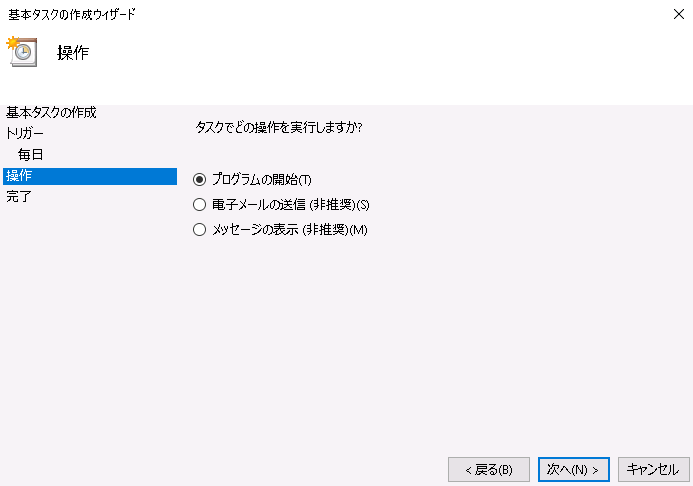 基本タスクの作成ウィザード
操作
基本タスクの作成
トリガー
毎日
操作
完了
タスクでどの操作を実行しますか?
プログラムの開始(T)
電子メールの送信 (非推奨)(S)
メッセージの表示 (非推奨)(M)
< 戻る(B)
次へ(N) >
キャンセル